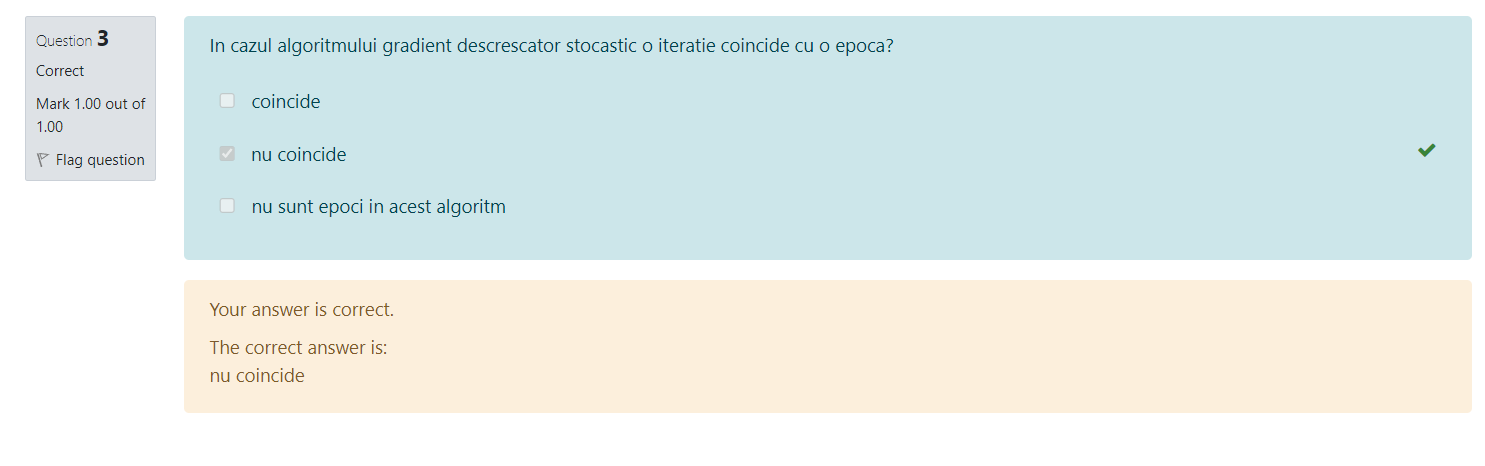 Question 3
Correct
Mark 1.00 out of
1.00
Flag question
In cazul algoritmului gradient descrescator stocastic o iteratie coincide cu o epoca?
coincide
nu coincide
nu sunt epoci in acest algoritm
Your answer is correct.
The correct answer is:
nu coincide